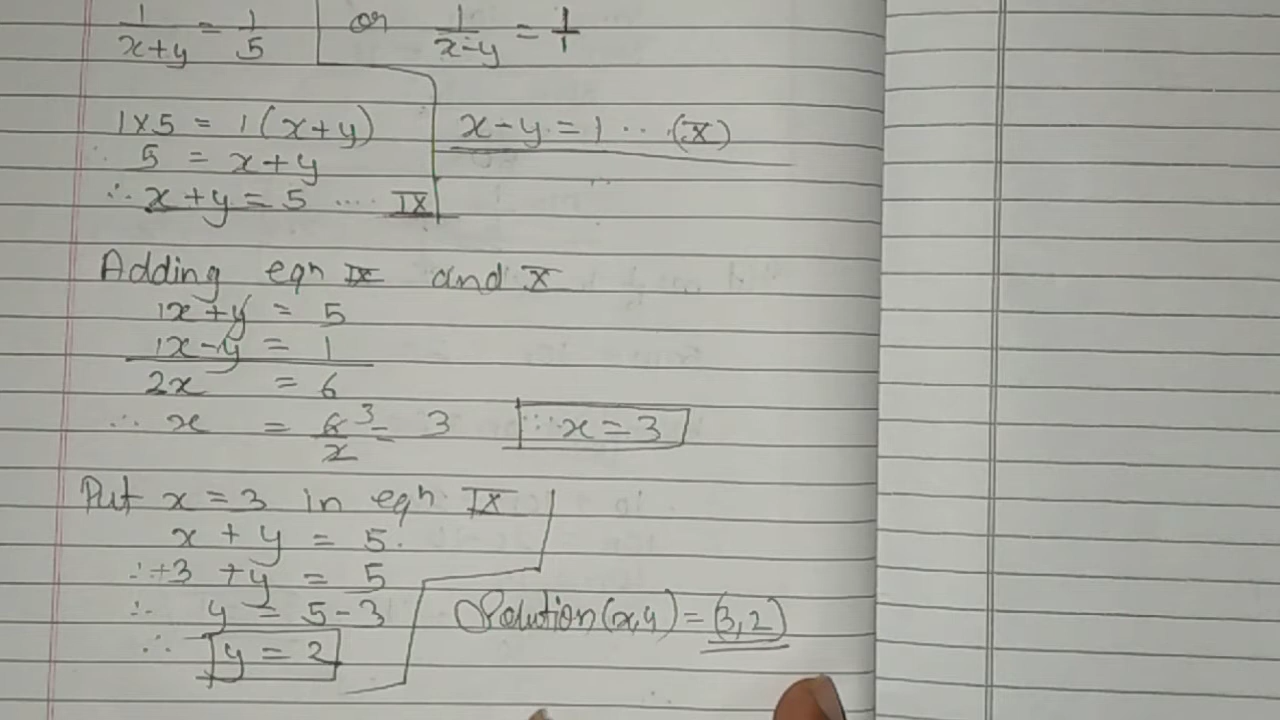 1/(x+y) = 1/5 or 1/(x-y) = 1/1
1×5 = 1(x+y)
5 = x+y
∴ x+y = 5 .... IX
x-y = 1 ... (X)
Adding eqn IX and X
1x+y = 5
1x-y = 1
2x = 6
∴ x = 6/2 3 = 3 ∵ x = 3
Put x = 3 in eqn IX
x + y = 5.
∴ +3 + y = 5
∴ y = 5 - 3
∴ y = 2
Solution (x,y) = (3,2)